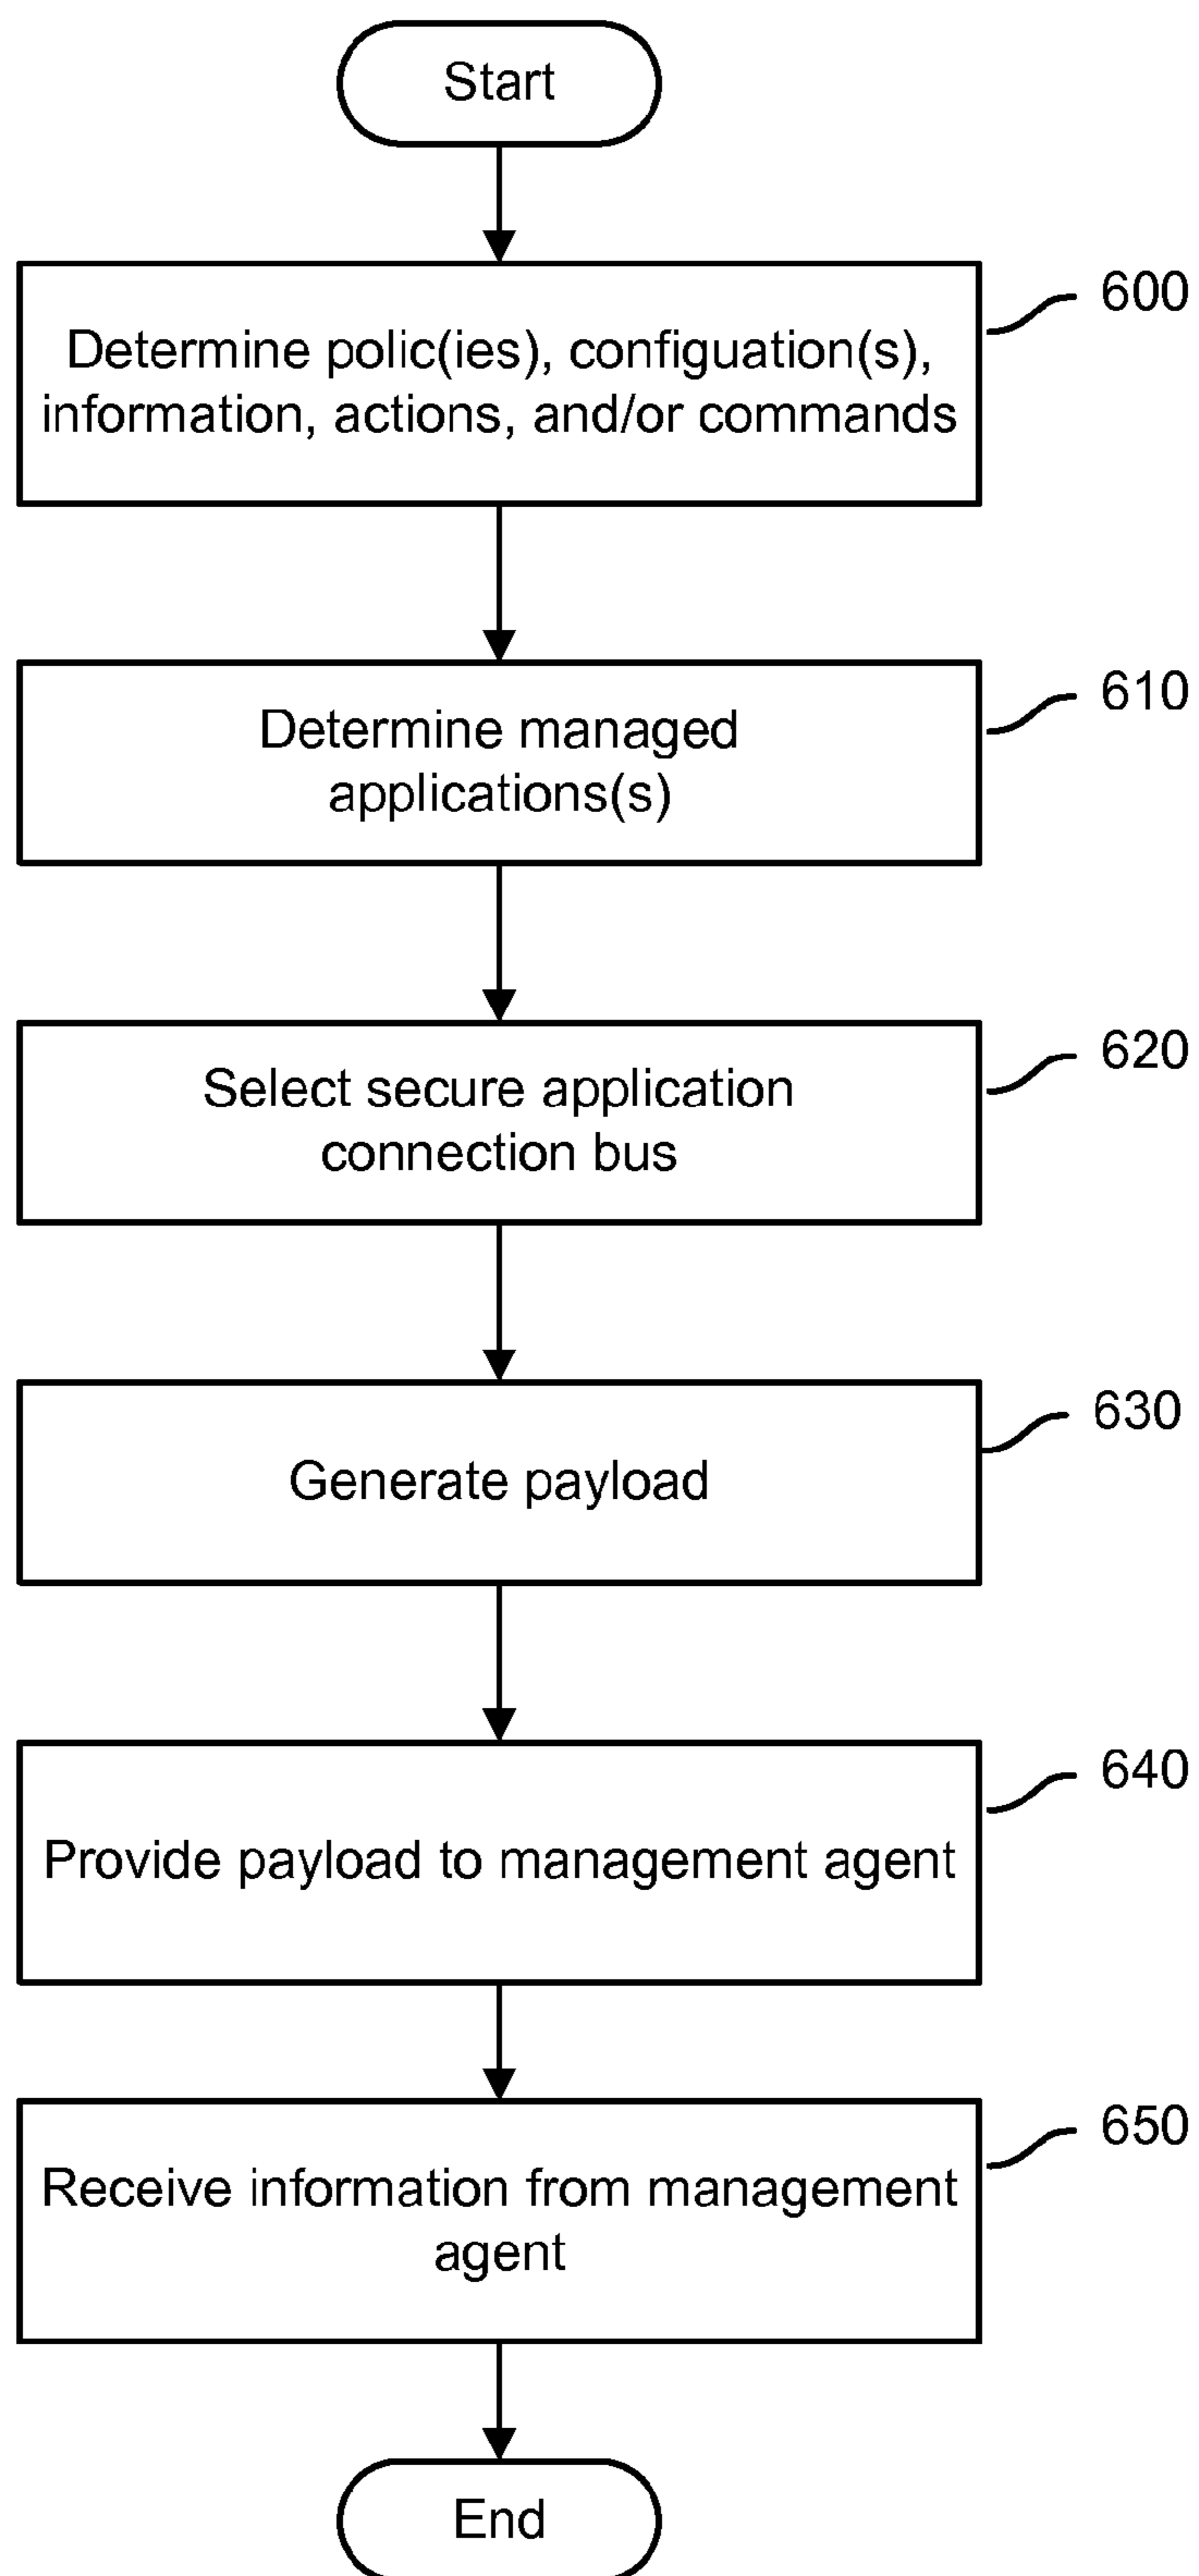 Start
600
Determine polic(ies), configuation(s),
information, actions, and/or commands
610
Determine managed
applications(s)
620
Select secure application
connection bus
630
Generate payload
640
Provide payload to management agent
650
Receive information from management
agent
End